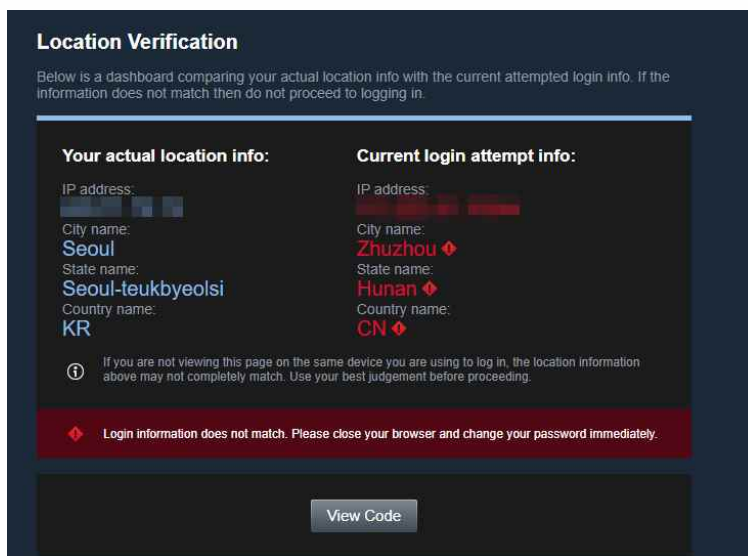 Location Verification
Below is a dashboard comparing your actual location info with the current attempted login info. If the
information does not match then do not proceed to logging in.
Your actual location info:
Current login attempt info:
IP address:
IP address:
City name:
City name:
Seoul
Zhuzhou
State name:
State name:
Seoul-teukbyeolsi
Hunan
Country name:
Country name:
KR
CN
If you are not viewing this page on the same device you are using to log in, the location information
above may not completely match. Use your best judgement before proceeding.
Login information does not match. Please close your browser and change your password immediately.
View Code